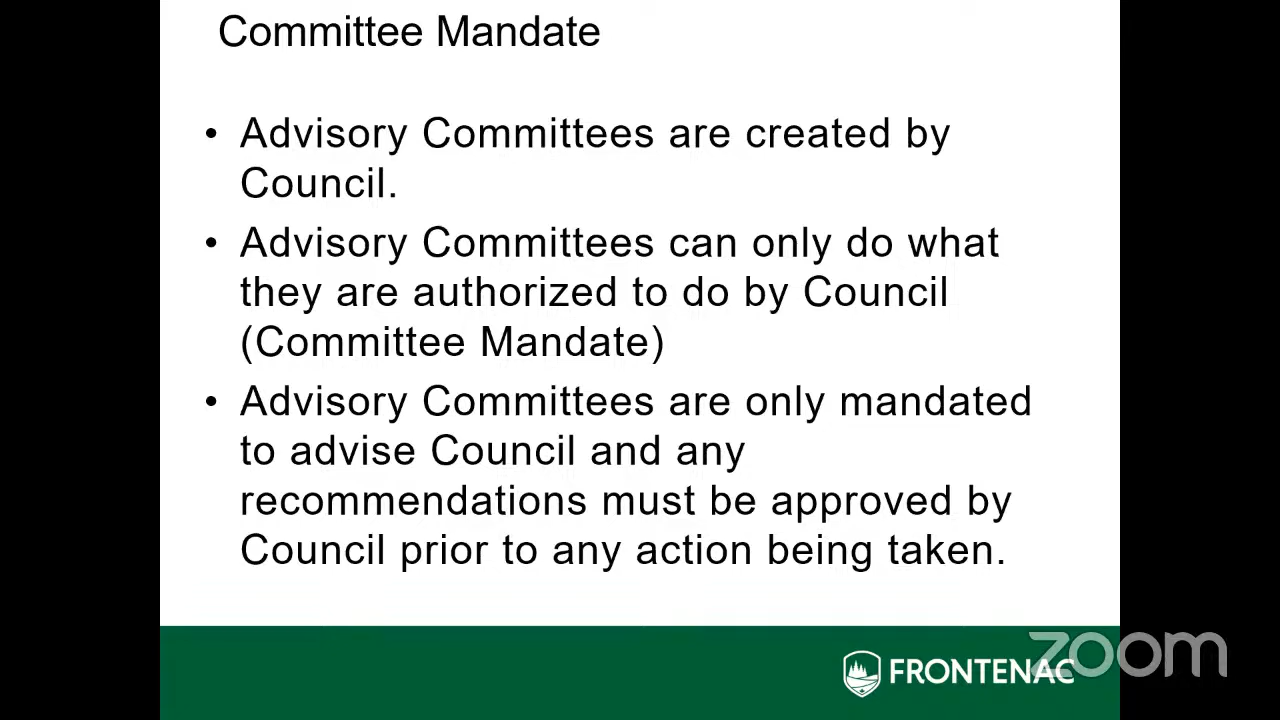 Committee Mandate
• Advisory Committees are created by
Council.
• Advisory Committees can only do what
they are authorized to do by Council
(Committee Mandate)
• Advisory Committees are only mandated
to advise Council and any
recommendations must be approved by
Council prior to any action being taken.
zoom
FRONTENAC